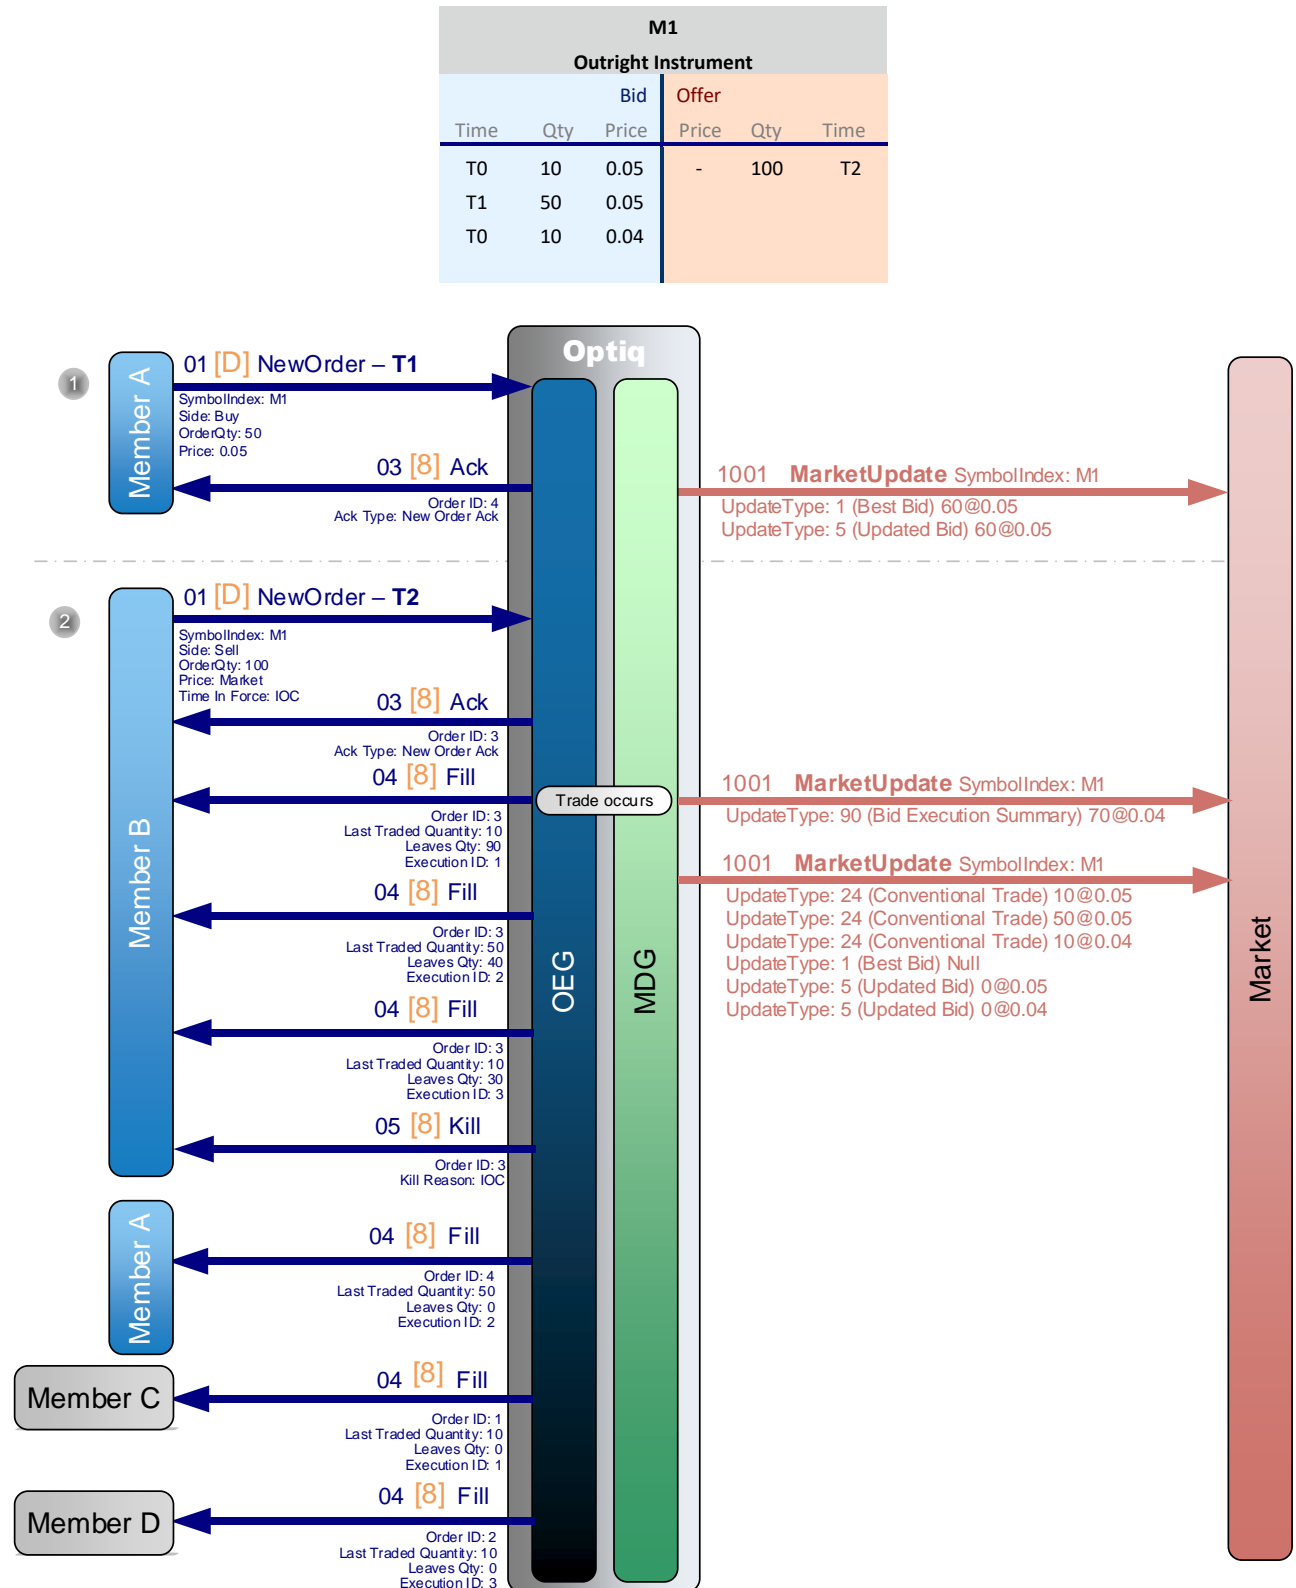 M1
Outright Instrument
Bid Offer
Time Qty Price Price Qty Time
T0 10 0.05 - 100 T2
T1 50 0.05
T0 10 0.04
Optiq
1
Member A
01 [D] NewOrder – T1
SymbolIndex: M1
Side: Buy
OrderQty: 50
Price: 0.05
03 [8] Ack
Order ID: 4
Ack Type: New Order Ack
1001 MarketUpdate SymbolIndex: M1
UpdateType: 1 (Best Bid) 60@0.05
UpdateType: 5 (Updated Bid) 60@0.05
2
Member B
01 [D] NewOrder – T2
SymbolIndex: M1
Side: Sell
OrderQty: 100
Price: Market
Time In Force: IOC
03 [8] Ack
Order ID: 3
Ack Type: New Order Ack
04 [8] Fill
Order ID: 3
Last Traded Quantity: 10
Leaves Qty: 90
Execution ID: 1
Trade occurs
1001 MarketUpdate SymbolIndex: M1
UpdateType: 90 (Bid Execution Summary) 70@0.04
1001 MarketUpdate SymbolIndex: M1
UpdateType: 24 (Conventional Trade) 10@0.05
UpdateType: 24 (Conventional Trade) 50@0.05
UpdateType: 24 (Conventional Trade) 10@0.04
UpdateType: 1 (Best Bid) Null
UpdateType: 5 (Updated Bid) 0@0.05
UpdateType: 5 (Updated Bid) 0@0.04
04 [8] Fill
Order ID: 3
Last Traded Quantity: 50
Leaves Qty: 40
Execution ID: 2
OEG
MDG
Market
04 [8] Fill
Order ID: 3
Last Traded Quantity: 10
Leaves Qty: 30
Execution ID: 3
05 [8] Kill
Order ID: 3
Kill Reason: IOC
Member A
04 [8] Fill
Order ID: 4
Last Traded Quantity: 50
Leaves Qty: 0
Execution ID: 2
Member C
04 [8] Fill
Order ID: 1
Last Traded Quantity: 10
Leaves Qty: 0
Execution ID: 1
Member D
04 [8] Fill
Order ID: 2
Last Traded Quantity: 10
Leaves Qty: 0
Execution ID: 3